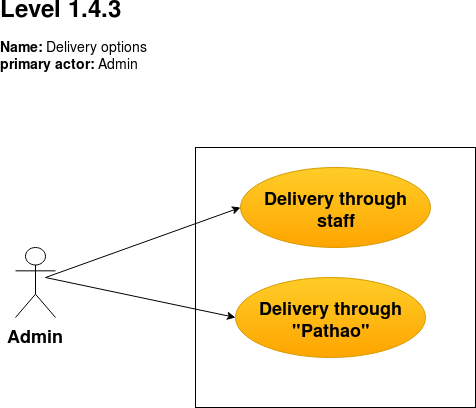 Level 1.4.3
Name: Delivery options
primary actor: Admin
Delivery through
staff
Delivery through
"Pathao"
Admin